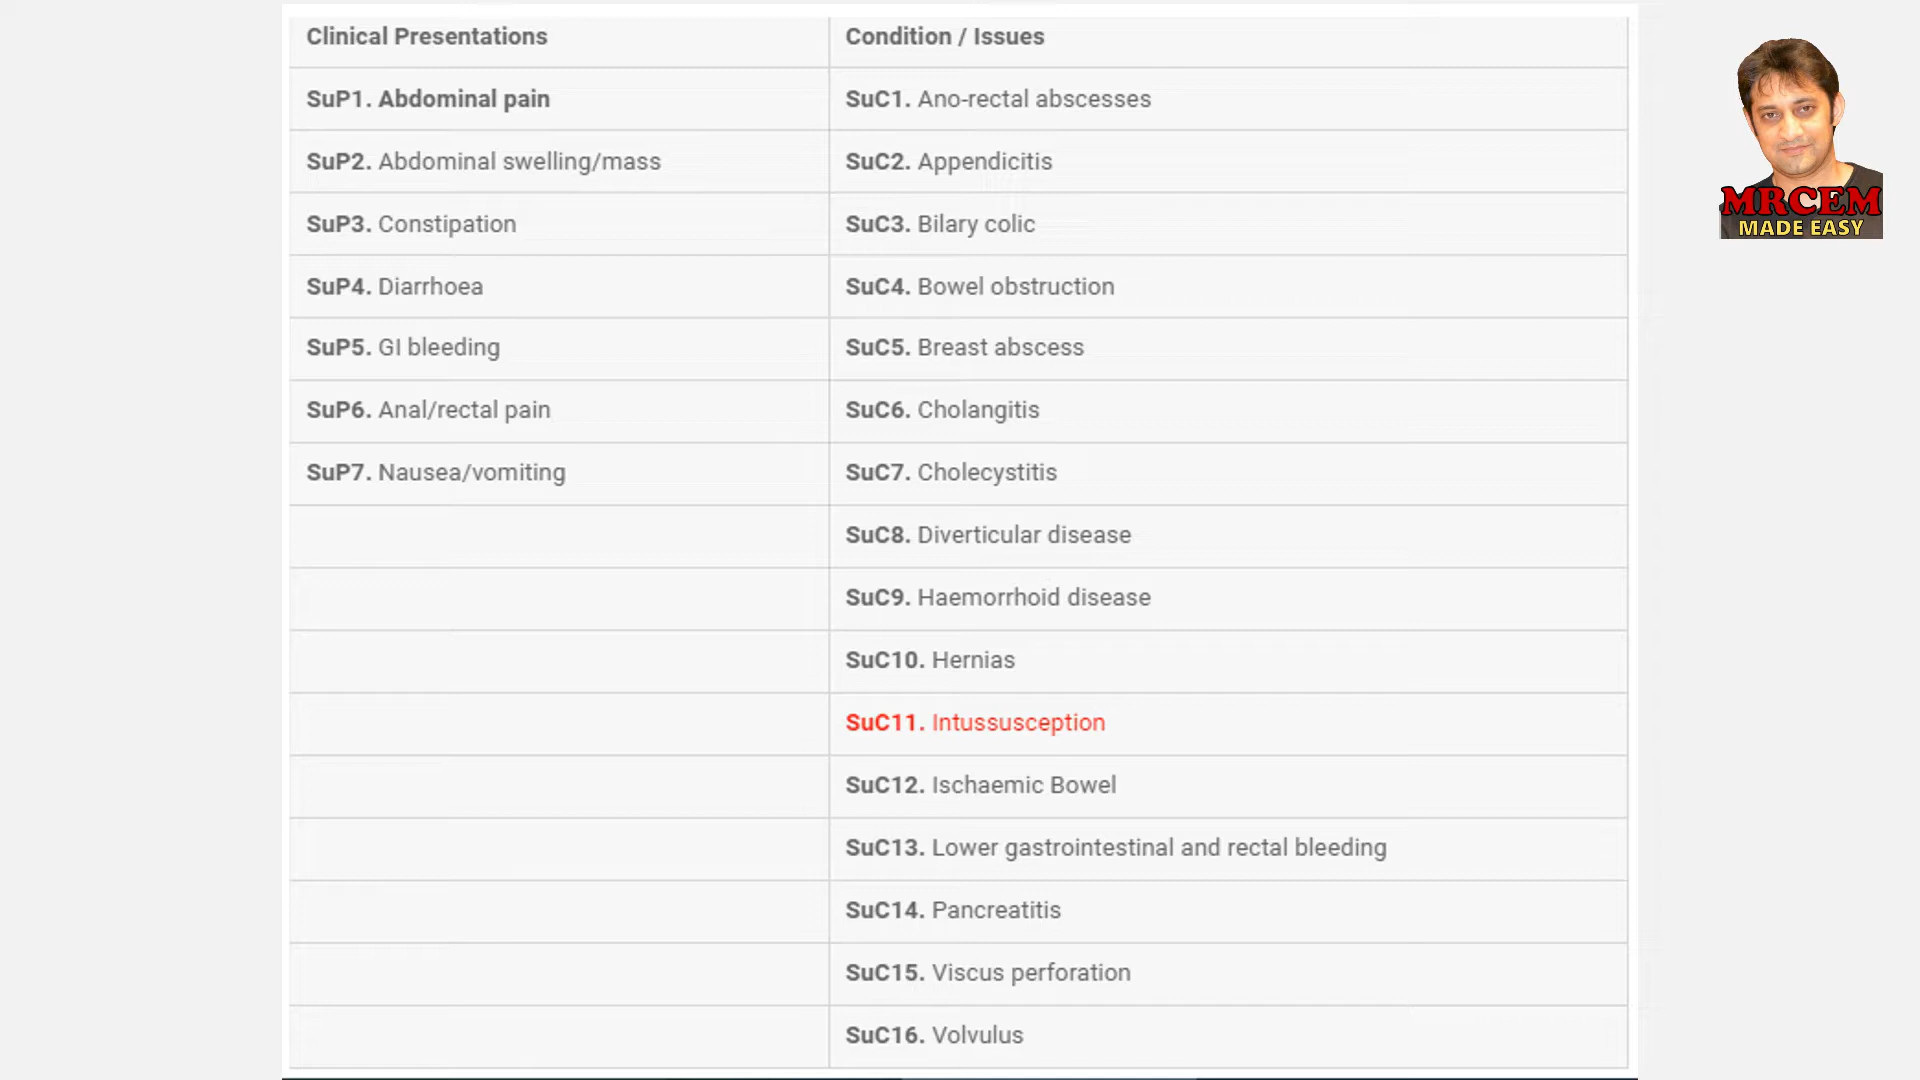 Clinical Presentations
Condition / Issues
SuP1. Abdominal pain
SuC1. Ano-rectal abscesses
SuP2. Abdominal swelling/mass
SuC2. Appendicitis
SuP3. Constipation
SuC3. Bilary colic
SuP4. Diarrhoea
SuC4. Bowel obstruction
SuP5. GI bleeding
SuC5. Breast abscess
SuP6. Anal/rectal pain
SuC6. Cholangitis
SuP7. Nausea/vomiting
SuC7. Cholecystitis
SuC8. Diverticular disease
SuC9. Haemorrhoid disease
SuC10. Hernias
SuC11. Intussusception
SuC12. Ischaemic Bowel
SuC13. Lower gastrointestinal and rectal bleeding
SuC14. Pancreatitis
SuC15. Viscus perforation
SuC16. Volvulus
MRCEM
MADE EASY